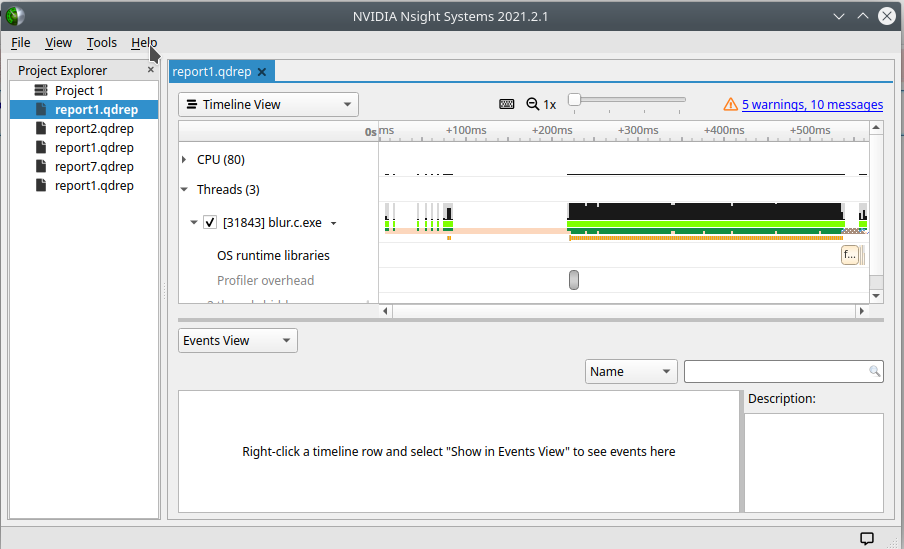 NVIDIA Nsight Systems 2021.2.1
File View Tools Help
Project Explorer
Project 1
report1.qdrep
report2.qdrep
report1.qdrep
report7.qdrep
report1.qdrep
report1.qdrep
Timeline View
1x
5 warnings, 10 messages
0s ms +100ms +200ms +300ms +400ms +500ms
CPU (80)
Threads (3)
[31843] blur.c.exe
OS runtime libraries
f...
Profiler overhead
Events View
Name
Right-click a timeline row and select "Show in Events View" to see events here
Description: